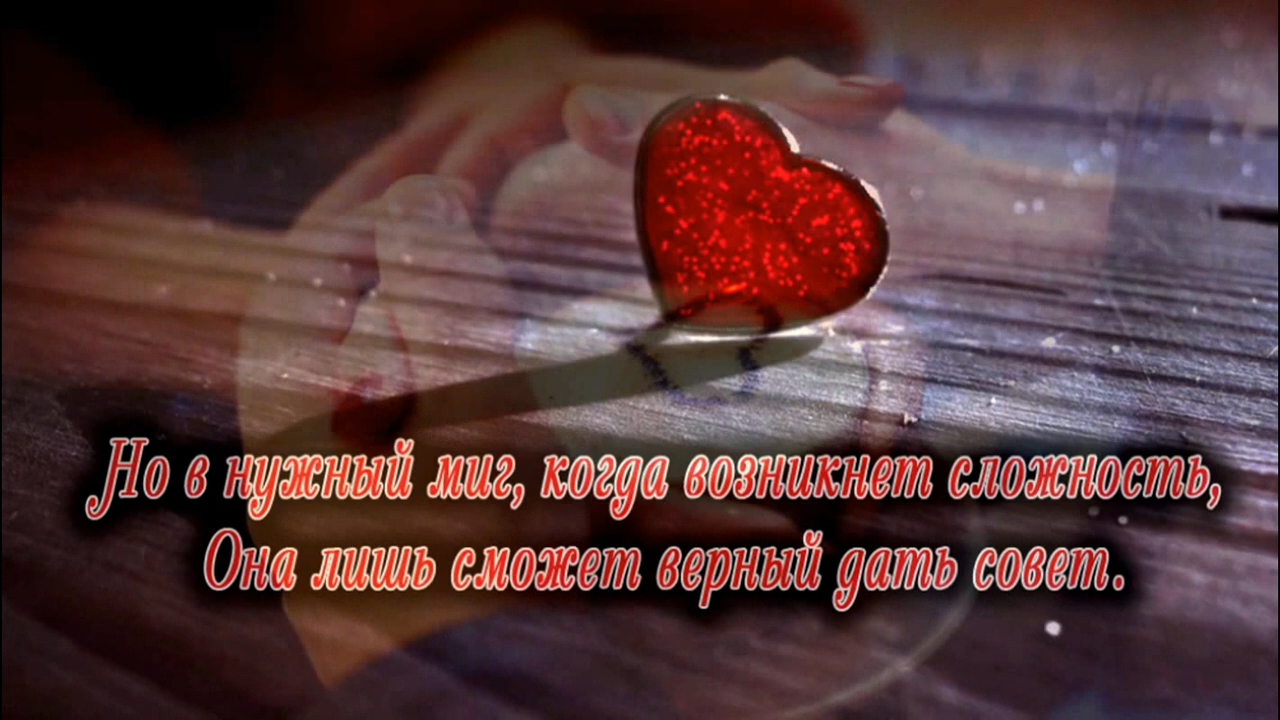 Но в нужный миг, когда возникнет сложность,
Она лишь сможет верный дать совет.